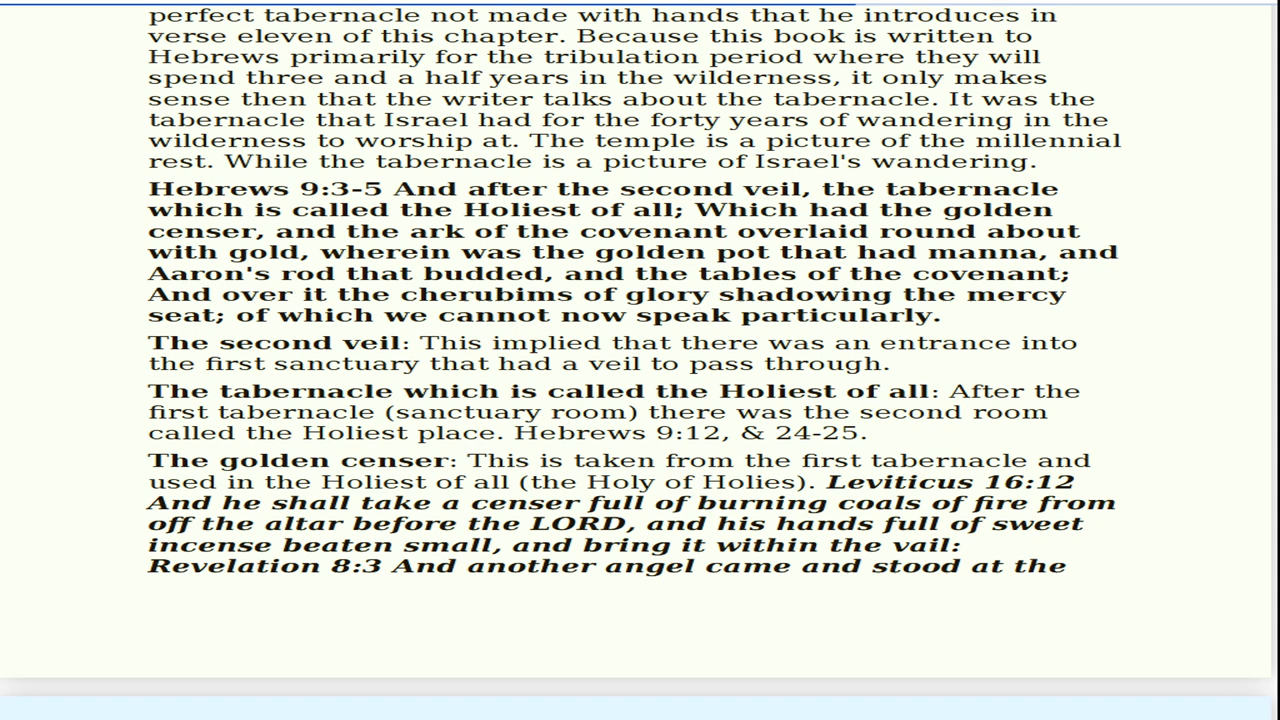 perfect tabernacle not made with hands that he introduces in
verse eleven of this chapter. Because this book is written to
Hebrews primarily for the tribulation period where they will
spend three and a half years in the wilderness, it only makes
sense then that the writer talks about the tabernacle. It was the
tabernacle that Israel had for the forty years of wandering in the
wilderness to worship at. The temple is a picture of the millennial
rest. While the tabernacle is a picture of Israel's wandering.
Hebrews 9:3-5 And after the second veil, the tabernacle
which is called the Holiest of all; Which had the golden
censer, and the ark of the covenant overlaid round about
with gold, wherein was the golden pot that had manna, and
Aaron's rod that budded, and the tables of the covenant;
And over it the cherubims of glory shadowing the mercy
seat; of which we cannot now speak particularly.
The second veil: This implied that there was an entrance into
the first sanctuary that had a veil to pass through.
The tabernacle which is called the Holiest of all: After the
first tabernacle (sanctuary room) there was the second room
called the Holiest place. Hebrews 9:12, & 24-25.
The golden censer: This is taken from the first tabernacle and
used in the Holiest of all (the Holy of Holies). Leviticus 16:12
And he shall take a censer full of burning coals of fire from
off the altar before the LORD, and his hands full of sweet
incense beaten small, and bring it within the vail:
Revelation 8:3 And another angel came and stood at the